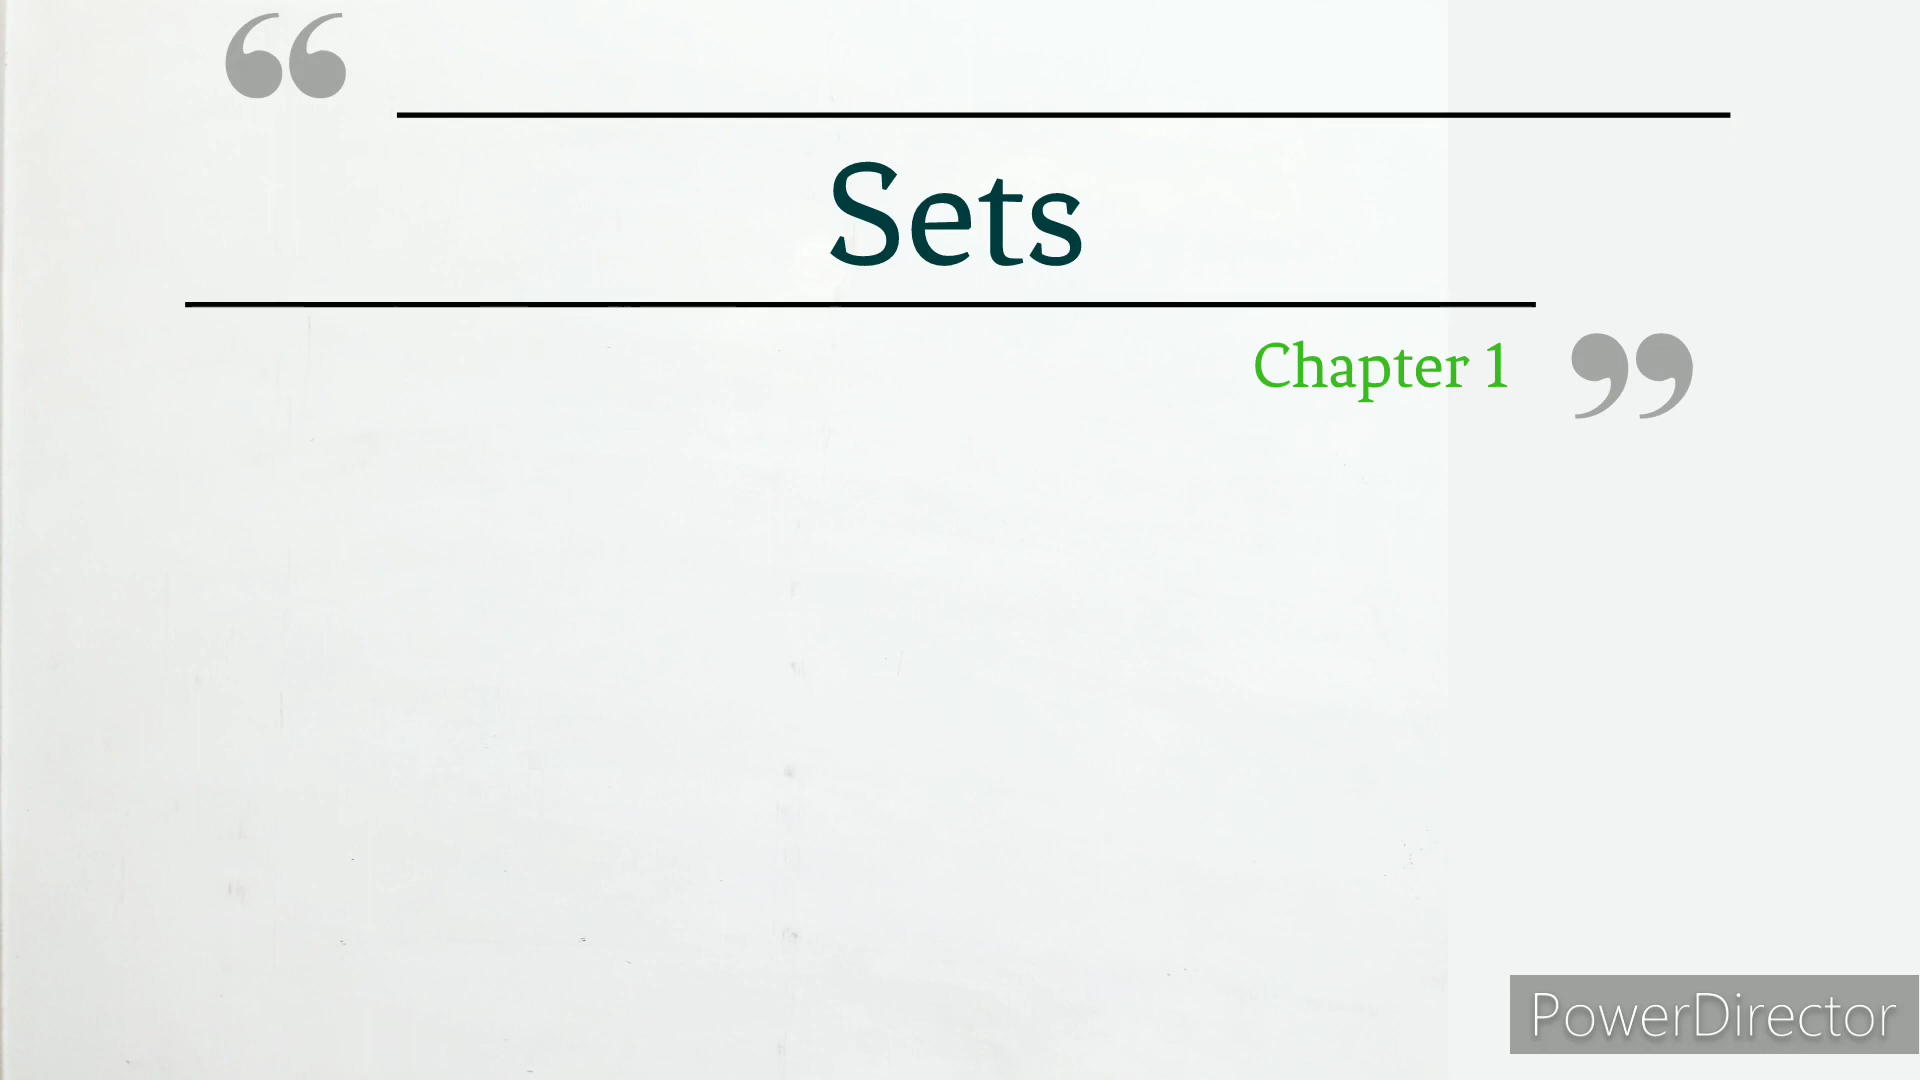 “
Sets
Chapter 1
”
PowerDirector